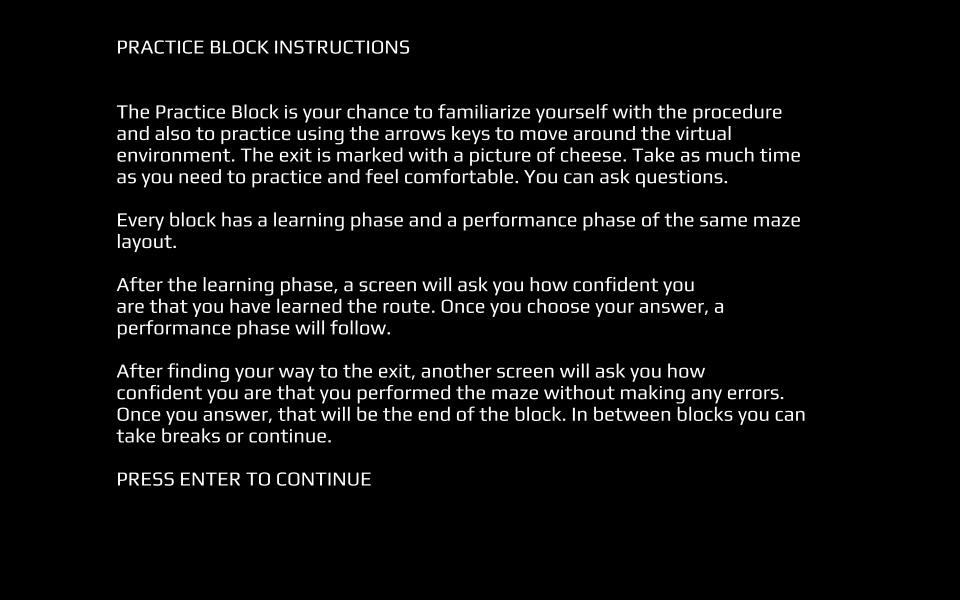 PRACTICE BLOCK INSTRUCTIONS
The Practice Block is your chance to familiarize yourself with the procedure
and also to practice using the arrows keys to move around the virtual
environment. The exit is marked with a picture of cheese. Take as much time
as you need to practice and feel comfortable. You can ask questions.
Every block has a learning phase and a performance phase of the same maze
layout.
After the learning phase, a screen will ask you how confident you
are that you have learned the route. Once you choose your answer, a
performance phase will follow.
After finding your way to the exit, another screen will ask you how
confident you are that you performed the maze without making any errors.
Once you answer, that will be the end of the block. In between blocks you can
take breaks or continue.
PRESS ENTER TO CONTINUE